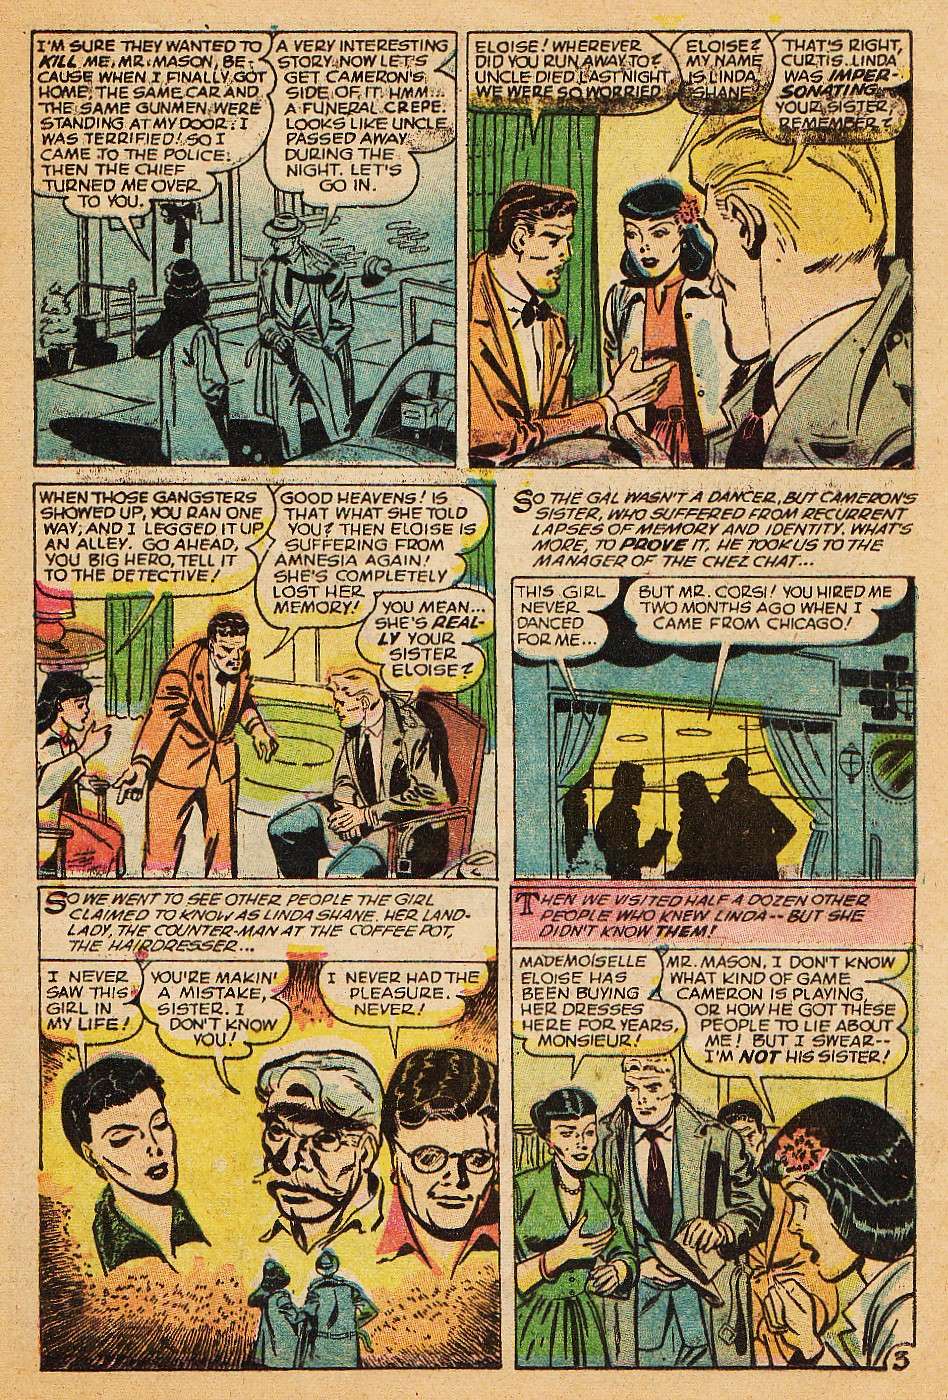 I'M SURE THEY WANTED TO
KILL ME, MR. MASON, BE-
CAUSE WHEN I FINALLY GOT
HOME, THE SAME CAR AND
THE SAME GUNMEN WERE
STANDING AT MY DOOR. I
WAS TERRIFIED! SO I
CAME TO THE POLICE.
THEN THE CHIEF
TURNED ME OVER
TO YOU.
A VERY INTERESTING
STORY. NOW LET'S
GET CAMERON'S
SIDE OF IT. HMM...
A FUNERAL CREPE.
LOOKS LIKE UNCLE
PASSED AWAY
DURING THE
NIGHT. LET'S
GO IN.
ELOISE! WHEREVER
DID YOU RUN AWAY TO?
UNCLE DIED LAST NIGHT
WE WERE SO WORRIED
ELOISE?
MY NAME
IS LINDA
SHANE
THAT'S RIGHT,
CURTIS. LINDA
WAS IMPER-
SONATING
YOUR SISTER,
REMEMBER?
WHEN THOSE GANGSTERS
SHOWED UP, YOU RAN ONE
WAY, AND I LEGGED IT UP
AN ALLEY. GO AHEAD,
YOU BIG HERO, TELL IT
TO THE DETECTIVE!
GOOD HEAVENS! IS
THAT WHAT SHE TOLD
YOU? THEN ELOISE IS
SUFFERING FROM
AMNESIA AGAIN!
SHE'S COMPLETELY
LOST HER
MEMORY!
YOU MEAN...
SHE'S REAL-
LY YOUR
SISTER
ELOISE?
SO THE GAL WASN'T A DANCER, BUT CAMERON'S
SISTER, WHO SUFFERED FROM RECURRENT
LAPSES OF MEMORY AND IDENTITY. WHAT'S
MORE, TO PROVE IT, HE TOOK US TO THE
MANAGER OF THE CHEZ CHAT...
THIS GIRL
NEVER
DANCED
FOR ME...
BUT MR. CORSI! YOU HIRED ME
TWO MONTHS AGO WHEN I
CAME FROM CHICAGO!
SO WE WENT TO SEE OTHER PEOPLE THE GIRL
CLAIMED TO KNOW AS LINDA SHANE. HER LAND-
LADY, THE COUNTER-MAN AT THE COFFEE POT,
THE HAIRDRESSER...
I NEVER
SAW THIS
GIRL IN
MY LIFE!
YOU'RE MAKIN'
A MISTAKE,
SISTER. I
DON'T KNOW
YOU!
I NEVER HAD THE
PLEASURE.
NEVER!
THEN WE VISITED HALF A DOZEN OTHER
PEOPLE WHO KNEW LINDA--BUT SHE
DIDN'T KNOW THEM!
MADEMOISELLE
ELOISE HAS
BEEN BUYING
HER DRESSES
HERE FOR YEARS,
MONSIEUR!
MR. MASON, I DON'T KNOW
WHAT KIND OF GAME
CAMERON IS PLAYING,
OR HOW HE GOT THESE
PEOPLE TO LIE ABOUT
ME! BUT I SWEAR--
I'M NOT HIS SISTER!
3